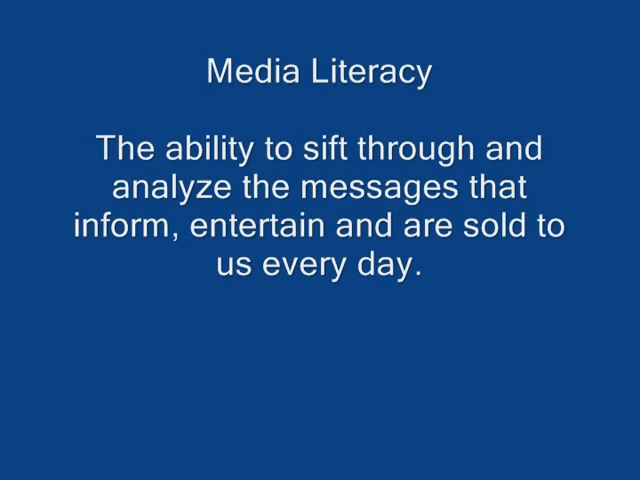 Media Literacy
The ability to sift through and
analyze the messages that
inform, entertain and are sold to
us every day.